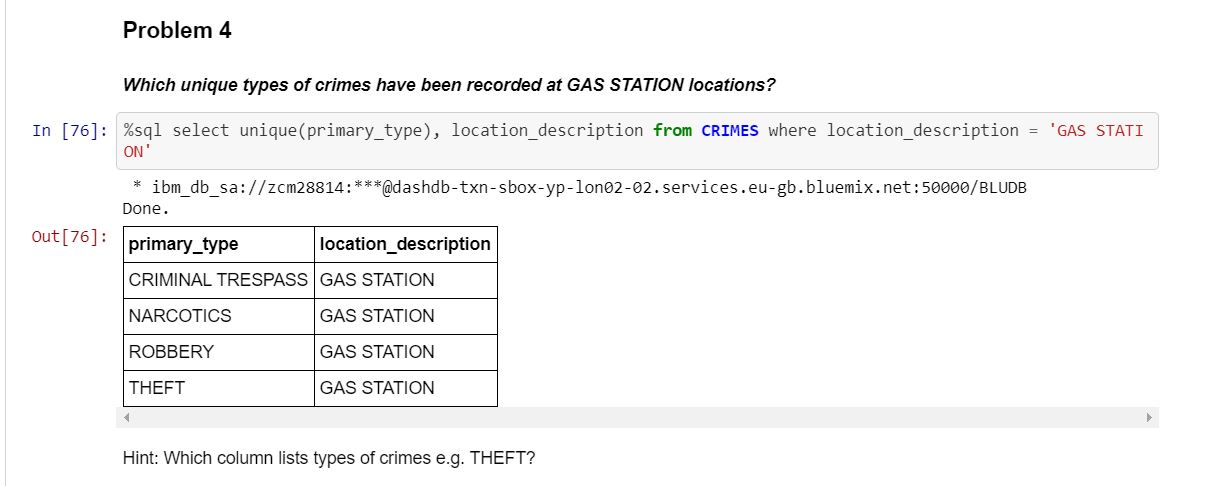 Problem 4
Which unique types of crimes have been recorded at GAS STATION locations?
In [76]: %sql select unique(primary_type), location_description from CRIMES where location_description = 'GAS STATI
ON'
* ibm_db_sa://zcm28814:***@dashdb-txn-sbox-yp-lon02-02.services.eu-gb.bluemix.net:50000/BLUDB
Done.
Out[76]:
primary_type location_description
CRIMINAL TRESPASS GAS STATION
NARCOTICS GAS STATION
ROBBERY GAS STATION
THEFT GAS STATION
Hint: Which column lists types of crimes e.g. THEFT?